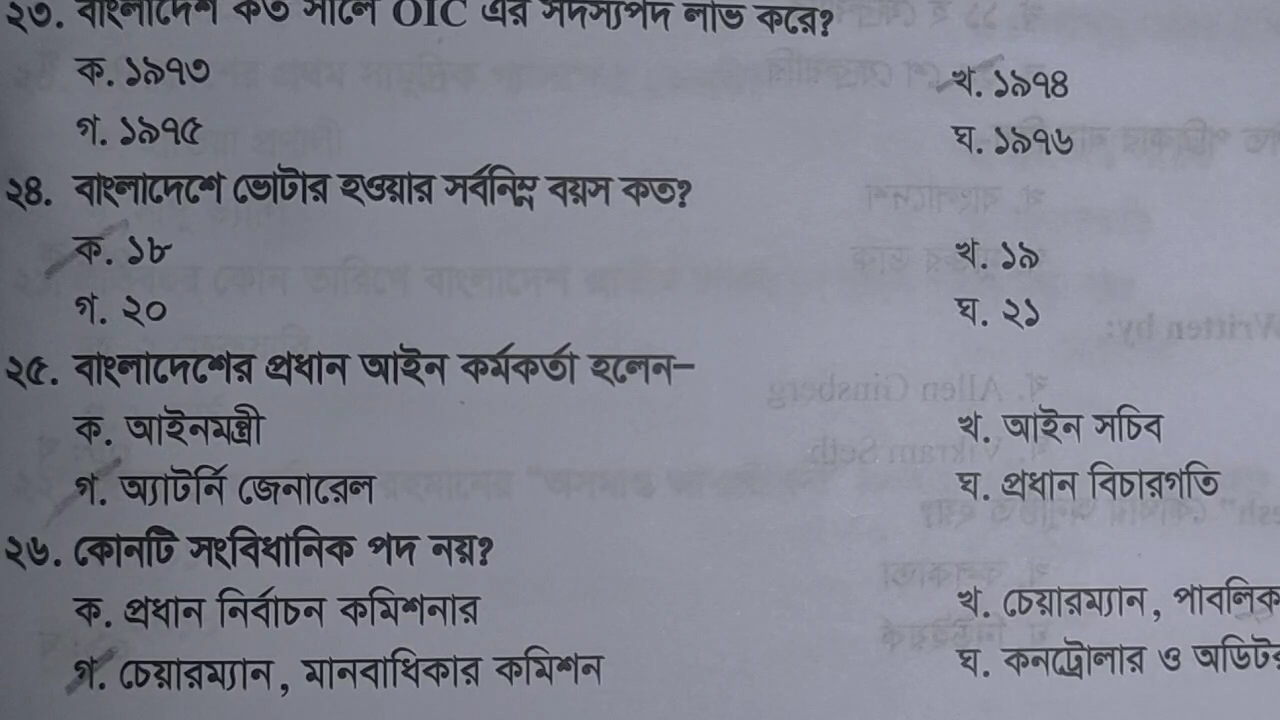 ২৩. বাংলাদেশ কত সালে OIC এর সদস্যপদ লাভ করে?
ক. ১৯৭৩ খ. ১৯৭৪
গ. ১৯৭৫ ঘ. ১৯৭৬
২৪. বাংলাদেশে ভোটার হওয়ার সর্বনিম্ন বয়স কত?
ক. ১৮ খ. ১৯
গ. ২০ ঘ. ২১
২৫. বাংলাদেশের প্রধান আইন কর্মকর্তা হলেন–
ক. আইনমন্ত্রী খ. আইন সচিব
গ. অ্যাটর্নি জেনারেল ঘ. প্রধান বিচারগতি
২৬. কোনটি সংবিধানিক পদ নয়?
ক. প্রধান নির্বাচন কমিশনার খ. চেয়ারম্যান, পাবলিক
গ. চেয়ারম্যান, মানবাধিকার কমিশন ঘ. কনট্রোলার ও অডিট